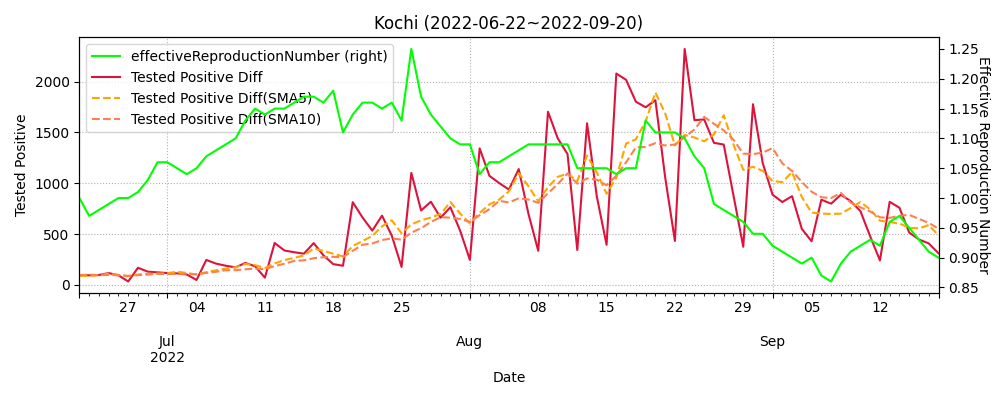 Kochi (2022-06-22~2022-09-20)
effectiveReproductionNumber (right)
Tested Positive Diff
Tested Positive Diff(SMA5)
Tested Positive Diff(SMA10)
Tested Positive
2000
1500
1000
500
0
Effective Reproduction Number
1.25
1.20
1.15
1.10
1.05
1.00
0.95
0.90
0.85
27 04 11 18 25 08 15 22 29 05 12
Jul Aug Sep
2022
Date